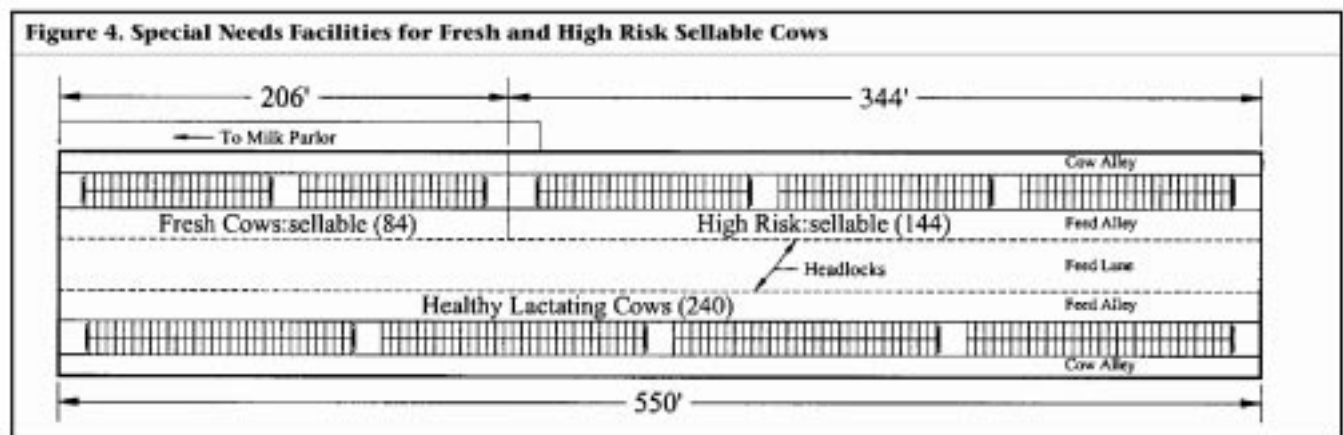 Figure 4. Special Needs Facilities for Fresh and High Risk Sellable Cows
206'
344'
To Milk Parlor
Cow Alley
Fresh Cows:sellable (84)
High Risk:sellable (144)
Feed Alley
Headlocks
Feed Lane
Healthy Lactating Cows (240)
Feed Alley
Cow Alley
550'